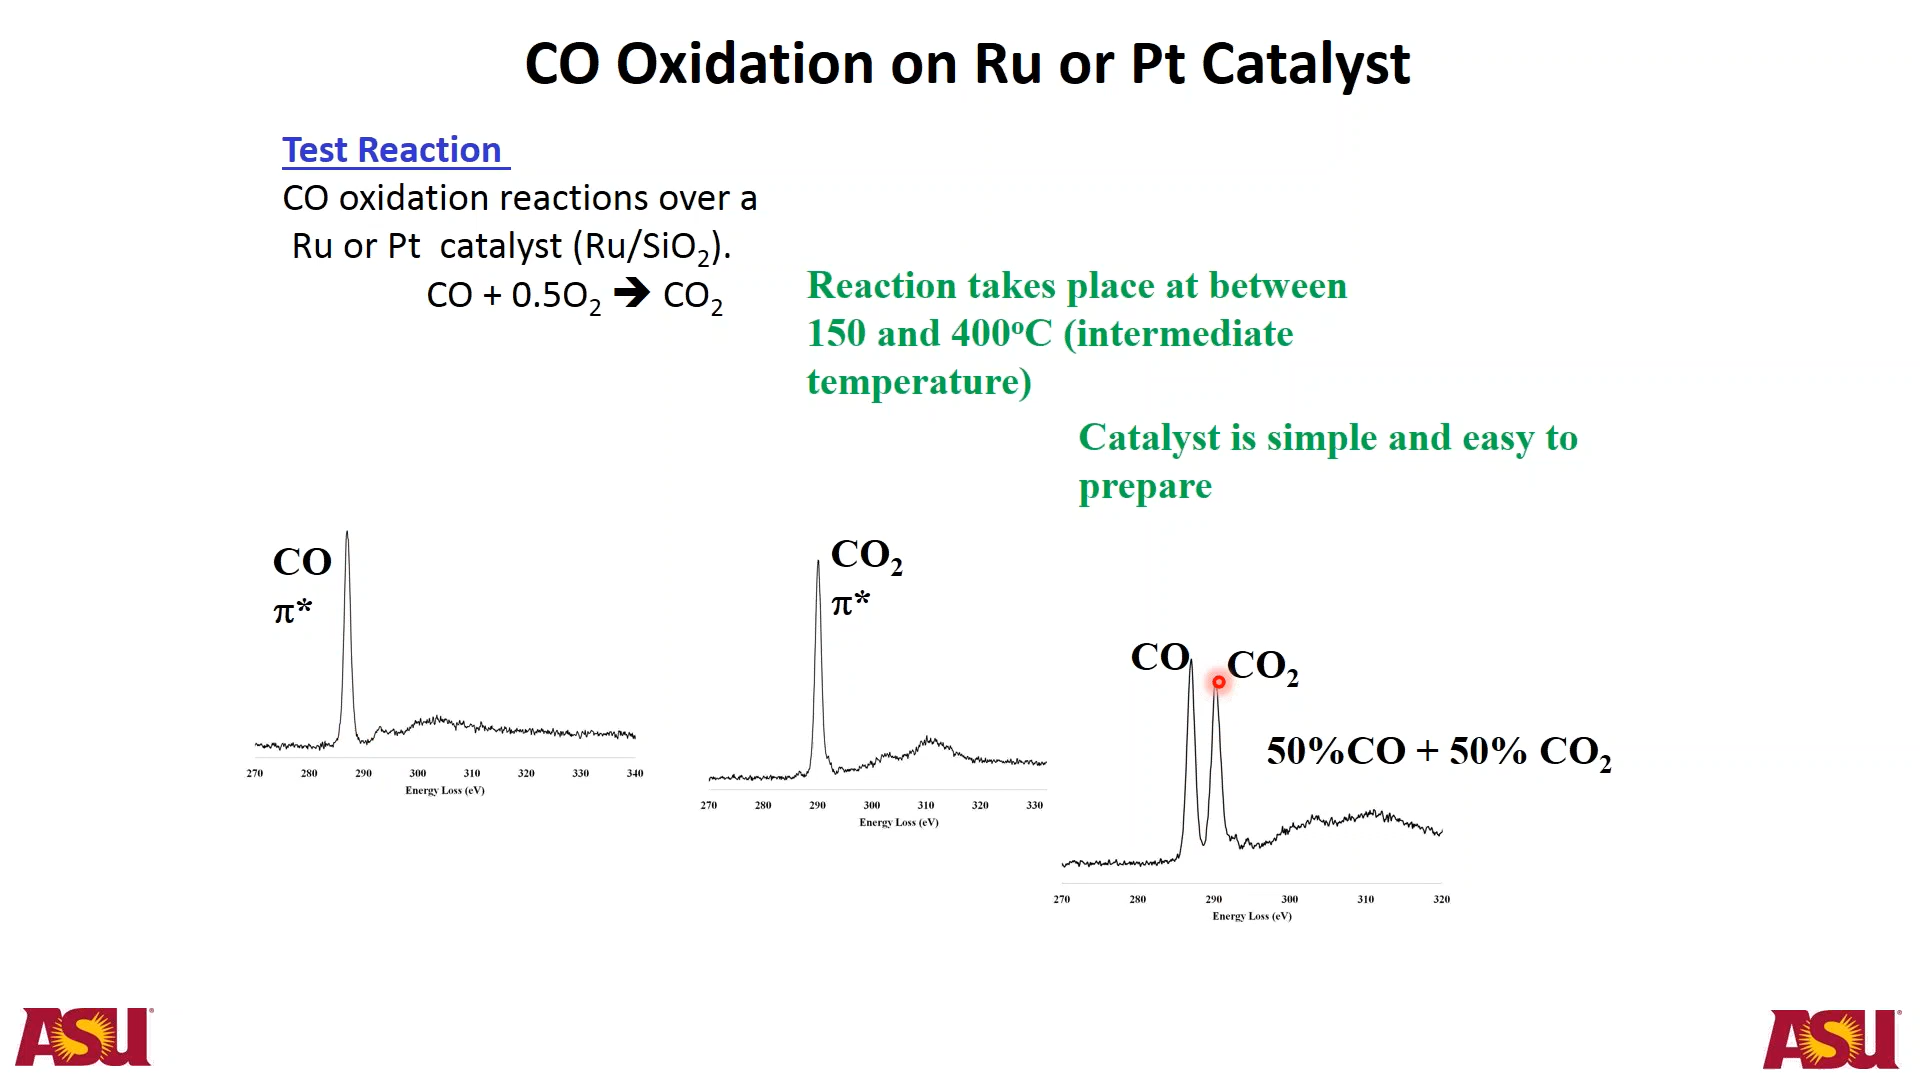 CO Oxidation on Ru or Pt Catalyst
Test Reaction
CO oxidation reactions over a
Ru or Pt catalyst (Ru/SiO₂).
CO + 0.5O₂ ➔ CO₂
Reaction takes place at between
150 and 400ᵒC (intermediate
temperature)
Catalyst is simple and easy to
prepare
CO
π*
270 280 290 300 310 320 330 340
Energy Loss (eV)
CO₂
π*
270 280 290 300 310 320 330
Energy Loss (eV)
CO CO₂
50%CO + 50% CO₂
270 280 290 300 310 320
Energy Loss (eV)
ASU
ASU